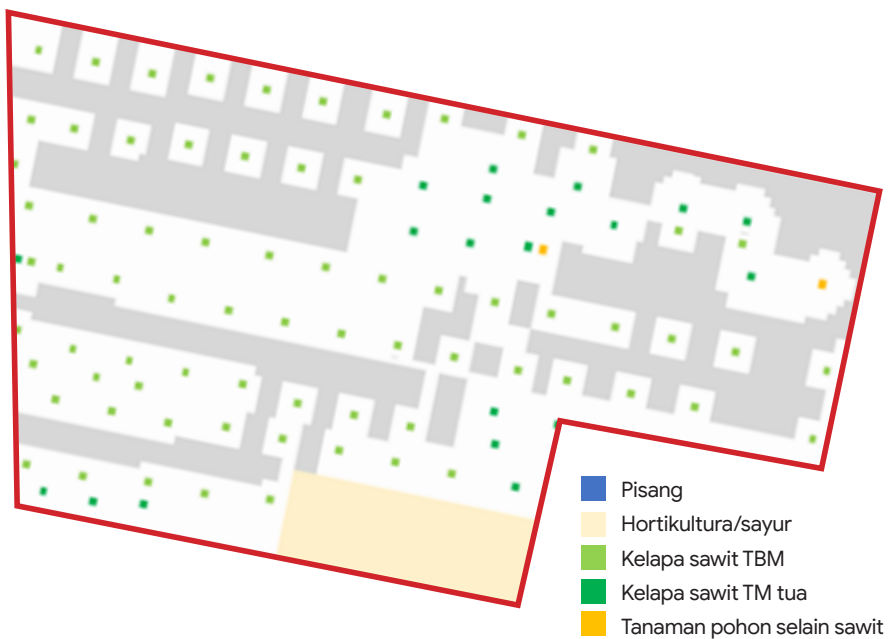 Pisang
Hortikultura/sayur
Kelapa sawit TBM
Kelapa sawit TM tua
Tanaman pohon selain sawit